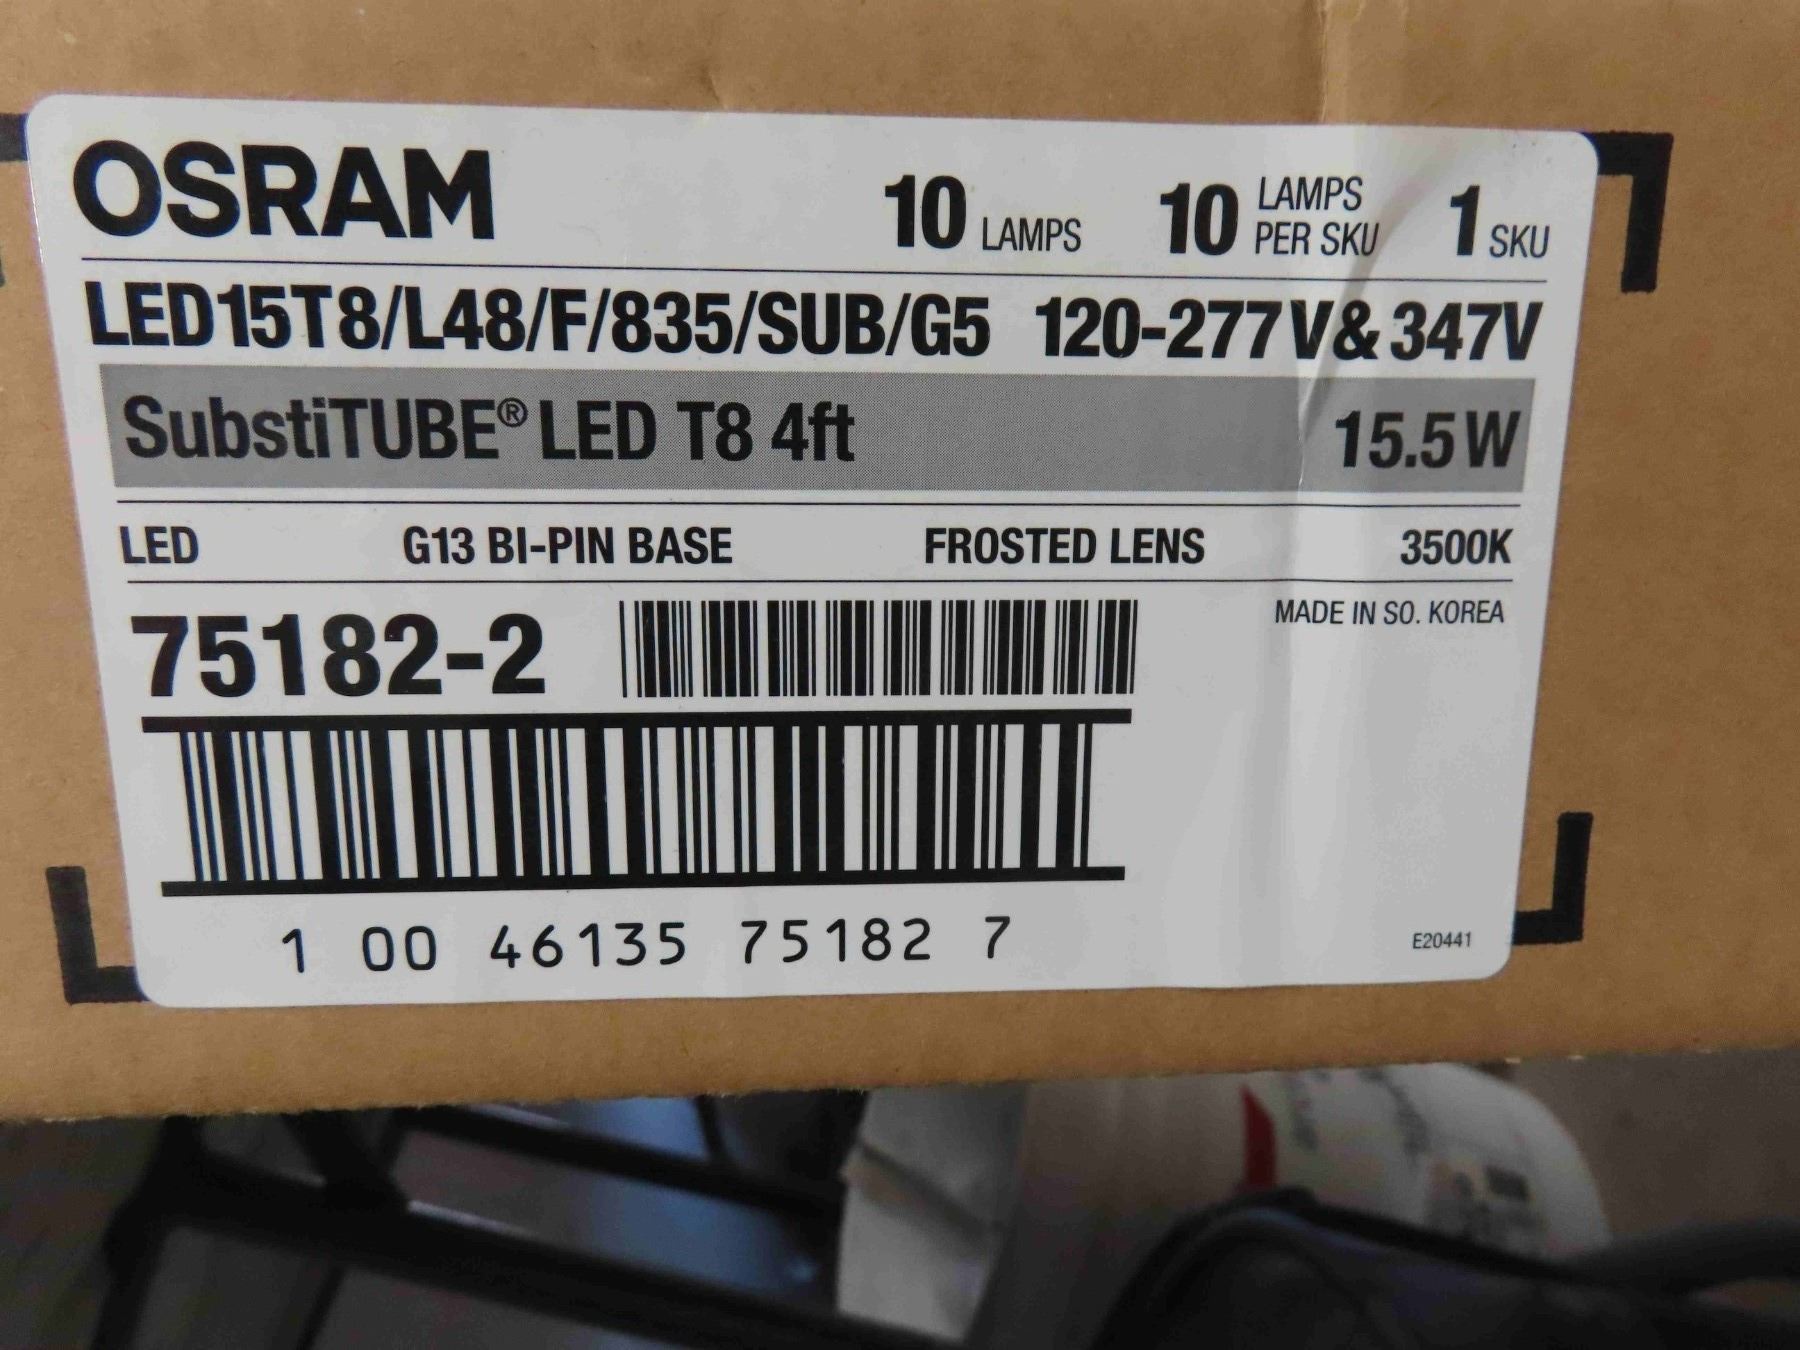 OSRAM 10 LAMPS 10 LAMPS PER SKU 1 SKU
LED15T8/L48/F/835/SUB/G5 120-277V&347V
SubstiTUBE® LED T8 4ft 15.5W
LED G13 BI-PIN BASE FROSTED LENS 3500K
75182-2 MADE IN SO. KOREA
1 00 46135 75182 7
E20441